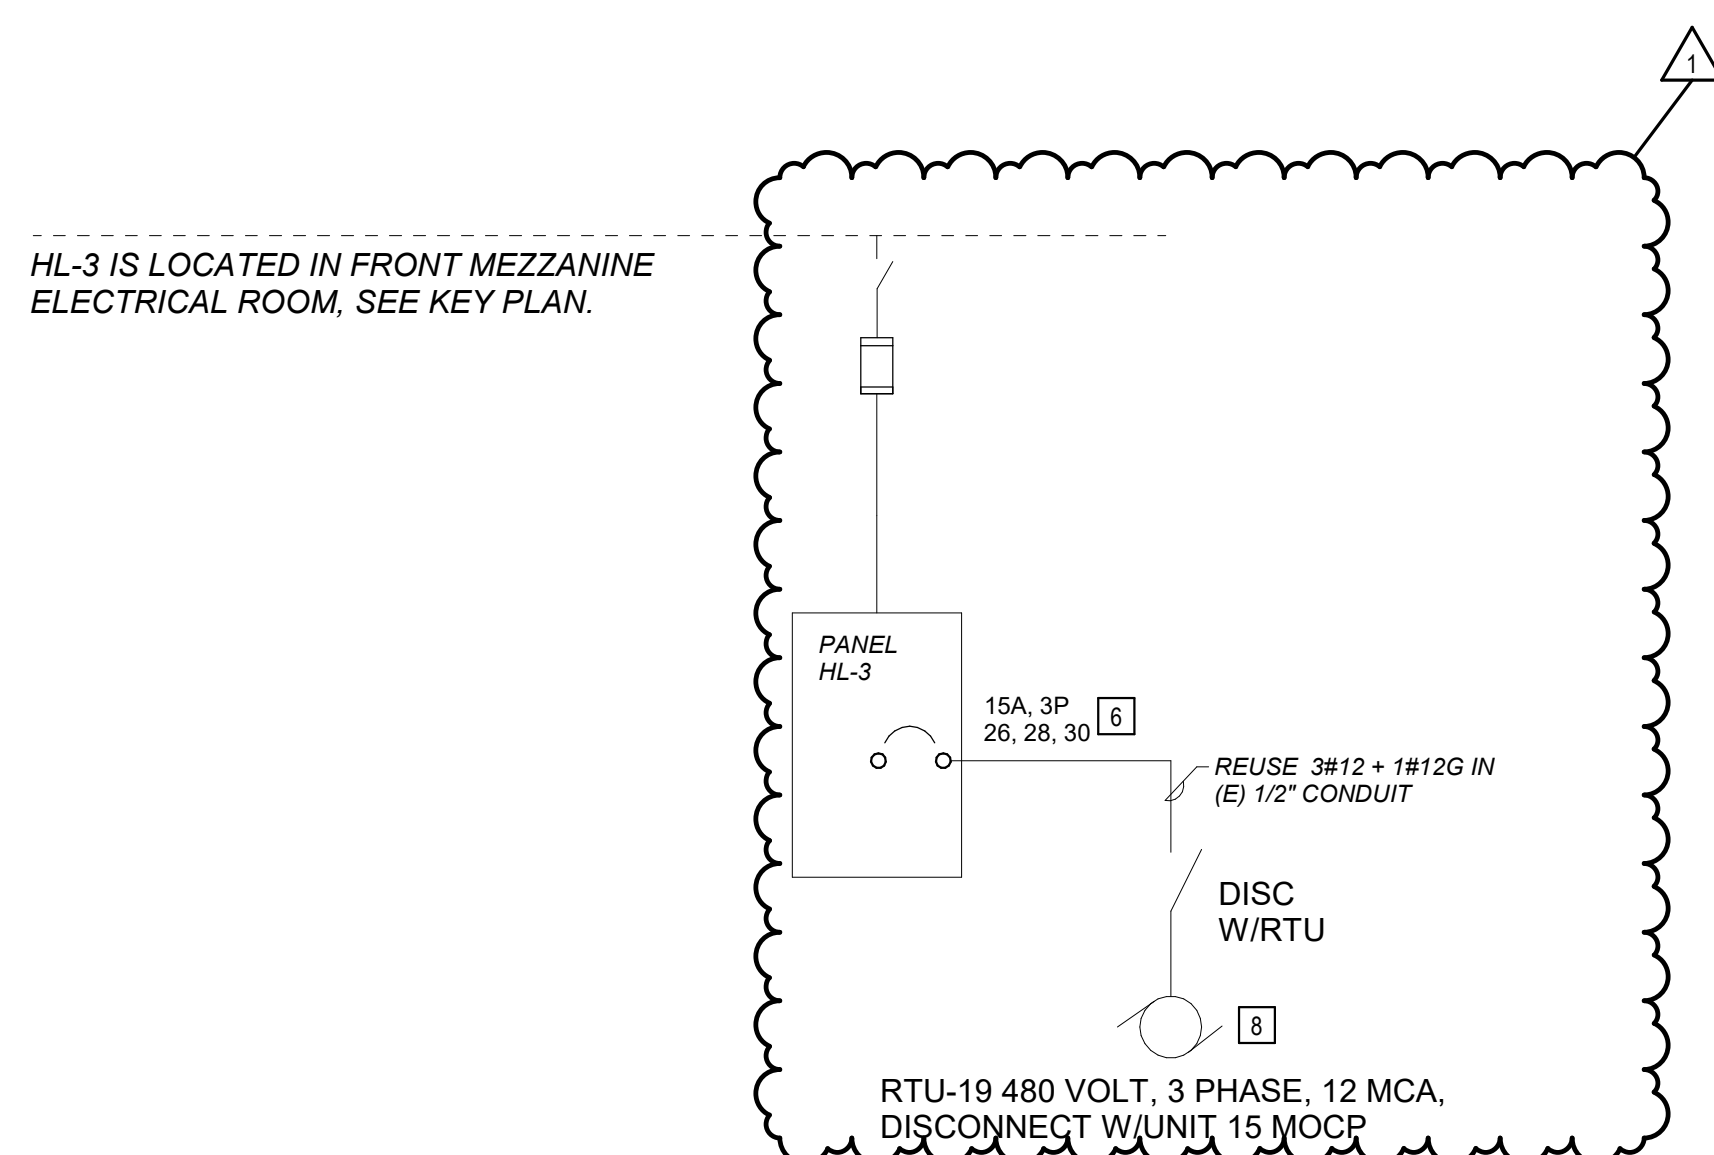 1
HL-3 IS LOCATED IN FRONT MEZZANINE
ELECTRICAL ROOM, SEE KEY PLAN.
PANEL
HL-3
15A, 3P
26, 28, 30
6
REUSE 3#12 + 1#12G IN
(E) 1/2" CONDUIT
DISC
W/RTU
8
RTU-19 480 VOLT, 3 PHASE, 12 MCA,
DISCONNECT W/UNIT 15 MOCP